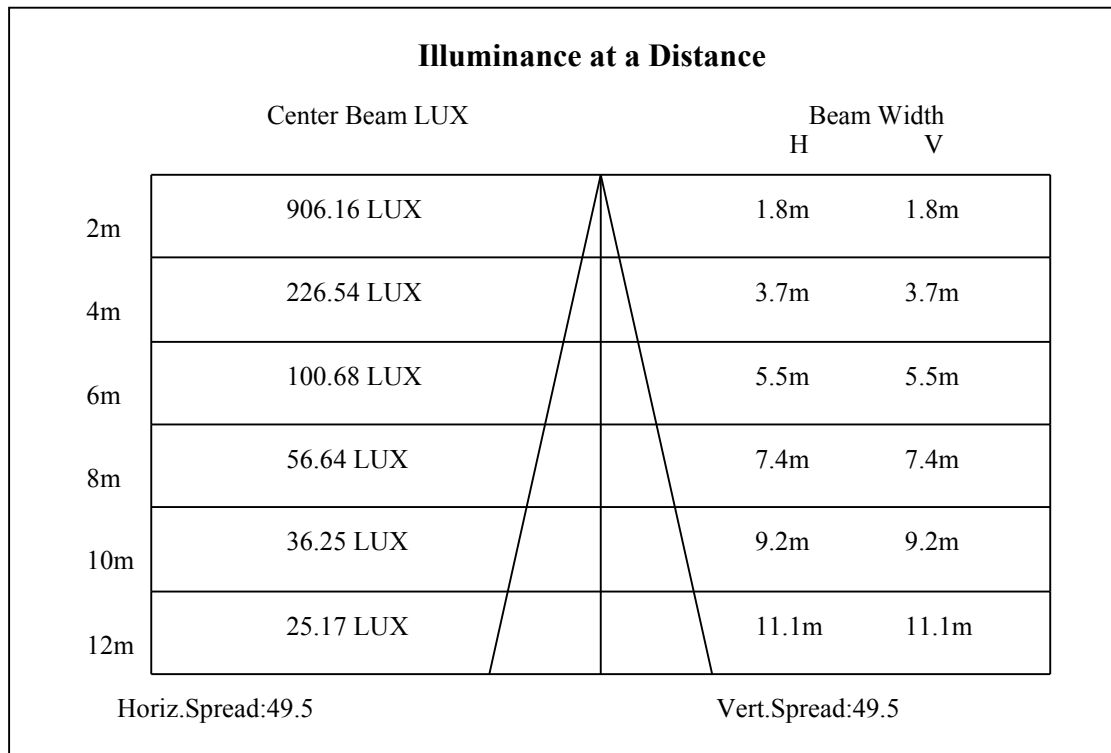 Illuminance at a Distance
Center Beam LUX Beam Width
H V
2m 906.16 LUX 1.8m 1.8m
4m 226.54 LUX 3.7m 3.7m
6m 100.68 LUX 5.5m 5.5m
8m 56.64 LUX 7.4m 7.4m
10m 36.25 LUX 9.2m 9.2m
12m 25.17 LUX 11.1m 11.1m
Horiz.Spread:49.5 Vert.Spread:49.5